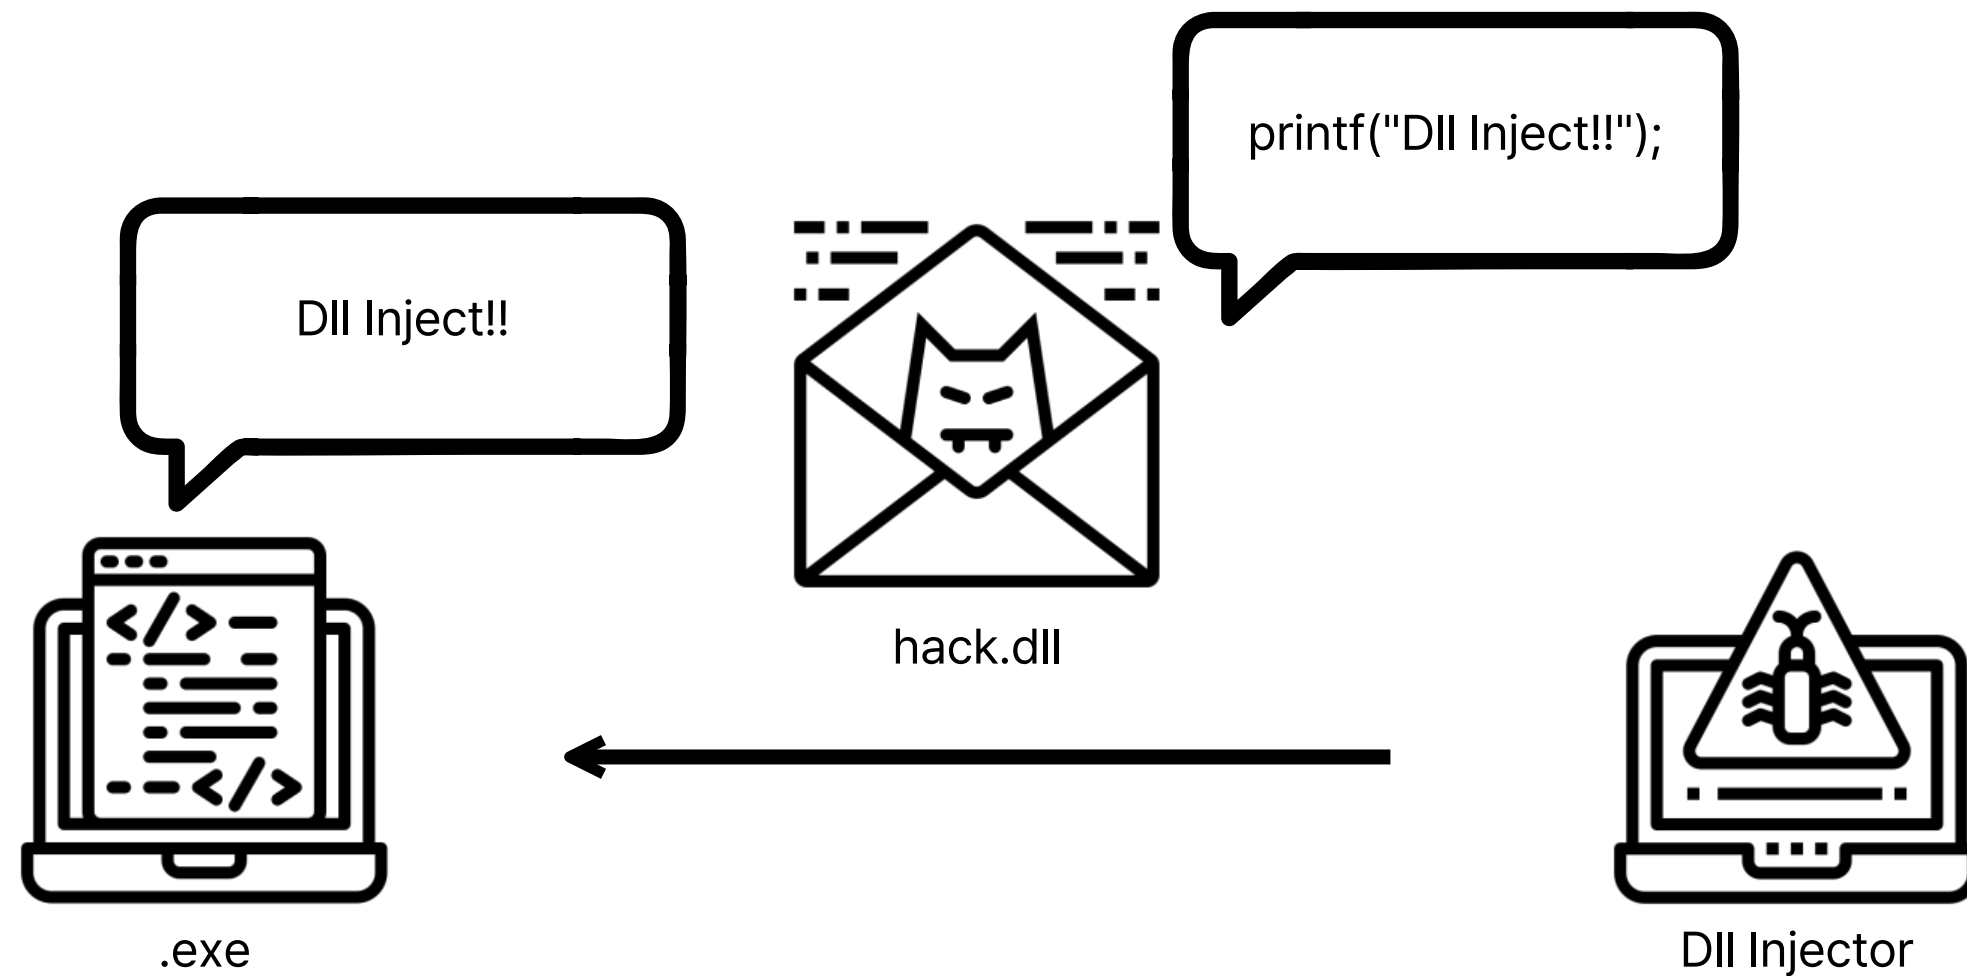 printf("Dll Inject!!");
Dll Inject!!
hack.dll
.exe
Dll Injector